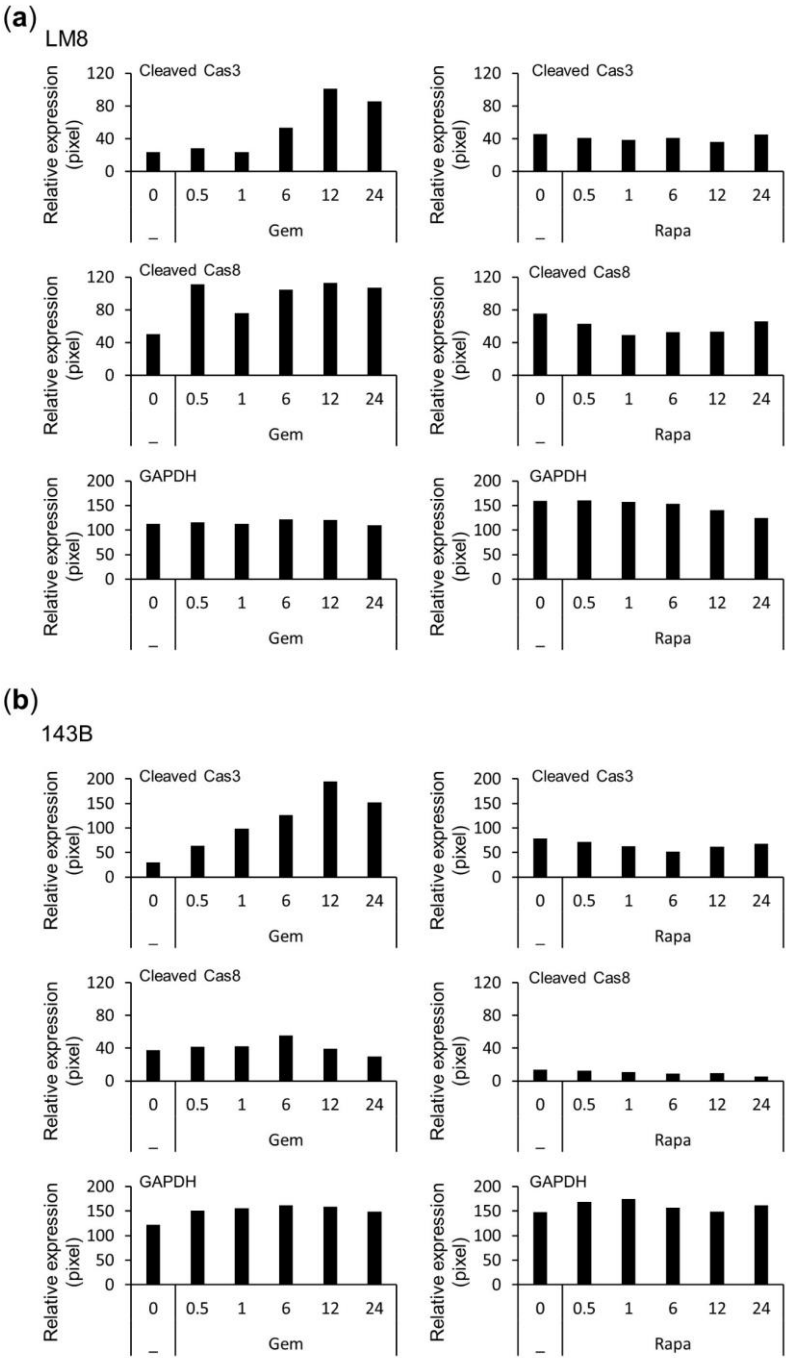 (a)
LM8
Cleaved Cas3
Relative expression
(pixel)
120
80
40
0
0 0.5 1 6 12 24
_ Gem
Cleaved Cas3
Relative expression
(pixel)
120
80
40
0
0 0.5 1 6 12 24
_ Rapa
Cleaved Cas8
Relative expression
(pixel)
120
80
40
0
0 0.5 1 6 12 24
_ Gem
Cleaved Cas8
Relative expression
(pixel)
120
80
40
0
0 0.5 1 6 12 24
_ Rapa
GAPDH
Relative expression
(pixel)
200
150
100
50
0
0 0.5 1 6 12 24
_ Gem
GAPDH
Relative expression
(pixel)
200
150
100
50
0
0 0.5 1 6 12 24
_ Rapa
(b)
143B
Cleaved Cas3
Relative expression
(pixel)
200
150
100
50
0
0 0.5 1 6 12 24
_ Gem
Cleaved Cas3
Relative expression
(pixel)
200
150
100
50
0
0 0.5 1 6 12 24
_ Rapa
Cleaved Cas8
Relative expression
(pixel)
120
80
40
0
0 0.5 1 6 12 24
_ Gem
Cleaved Cas8
Relative expression
(pixel)
120
80
40
0
0 0.5 1 6 12 24
_ Rapa
GAPDH
Relative expression
(pixel)
200
150
100
50
0
0 0.5 1 6 12 24
_ Gem
GAPDH
Relative expression
(pixel)
200
150
100
50
0
0 0.5 1 6 12 24
_ Rapa